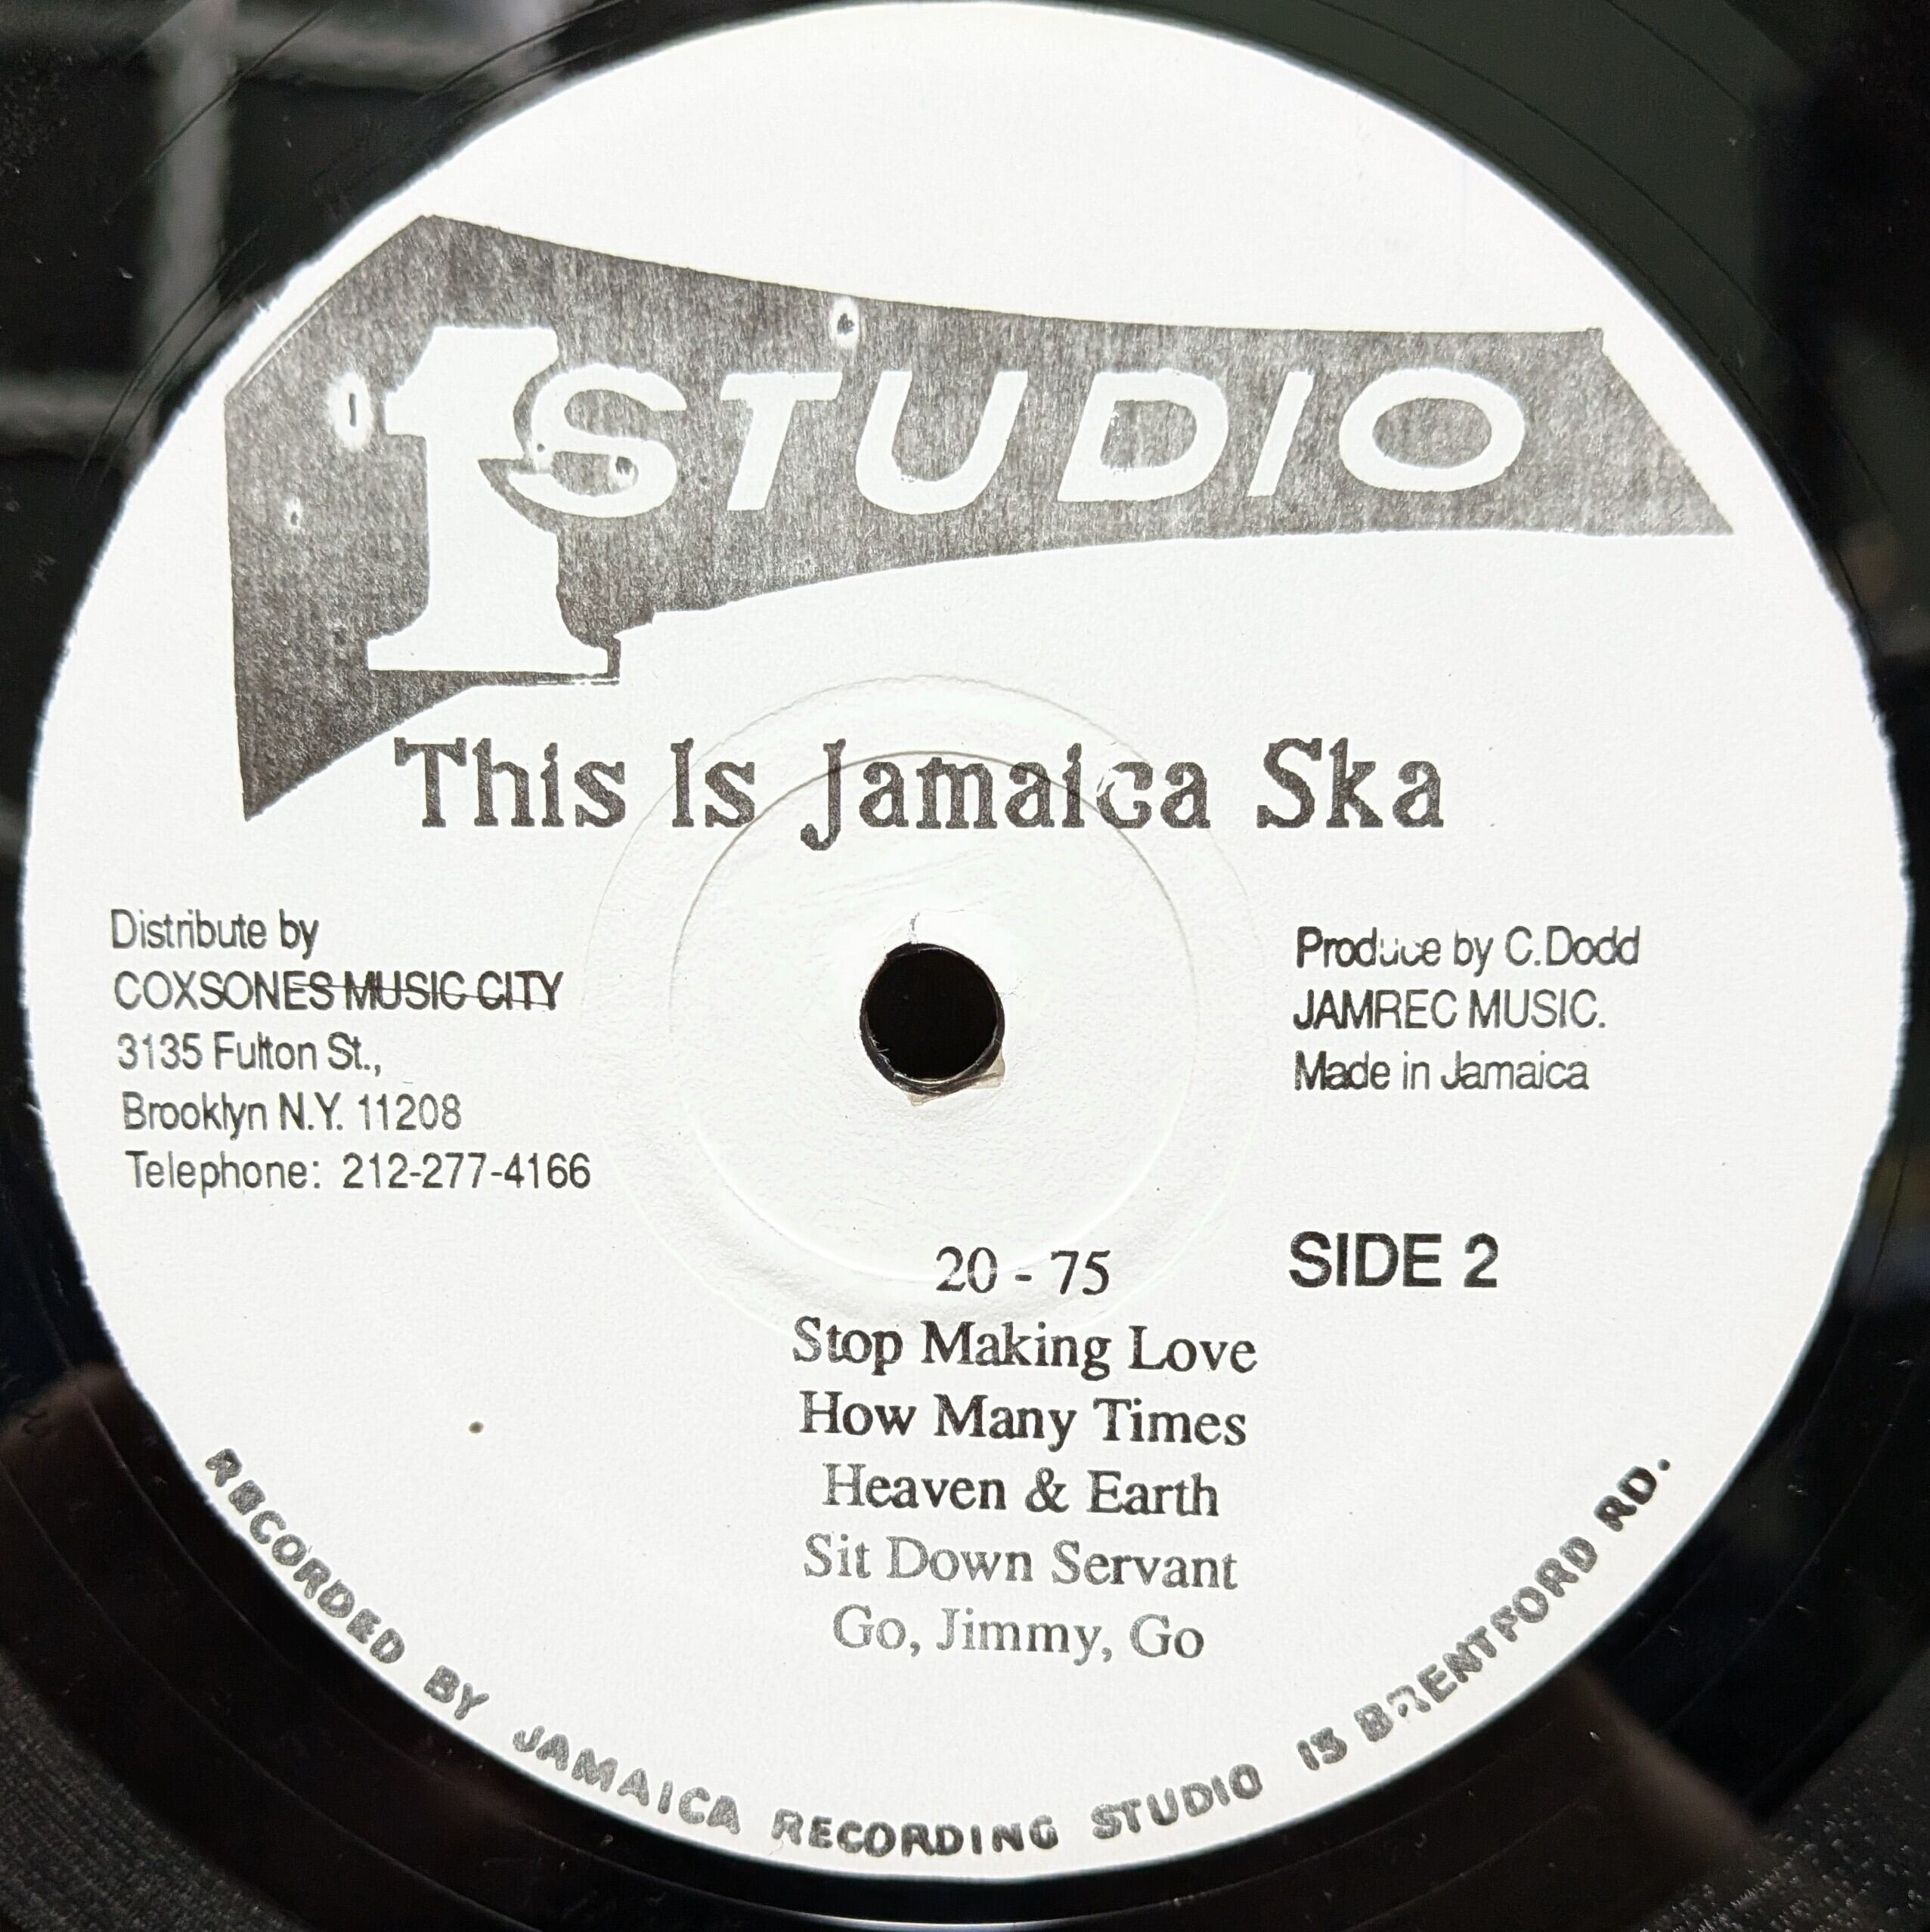 1 STUDIO
This Is Jamaica Ska
Distribute by
COXSONES MUSIC CITY
3135 Fulton St.,
Brooklyn N.Y. 11208
Telephone: 212-277-4166
Produce by C.Dodd
JAMREC MUSIC.
Made in Jamaica
SIDE 2
20 - 75
Stop Making Love
How Many Times
Heaven & Earth
Sit Down Servant
Go, Jimmy, Go
RECORDED BY JAMAICA RECORDING STUDIO 13 BRENTFORD RD.